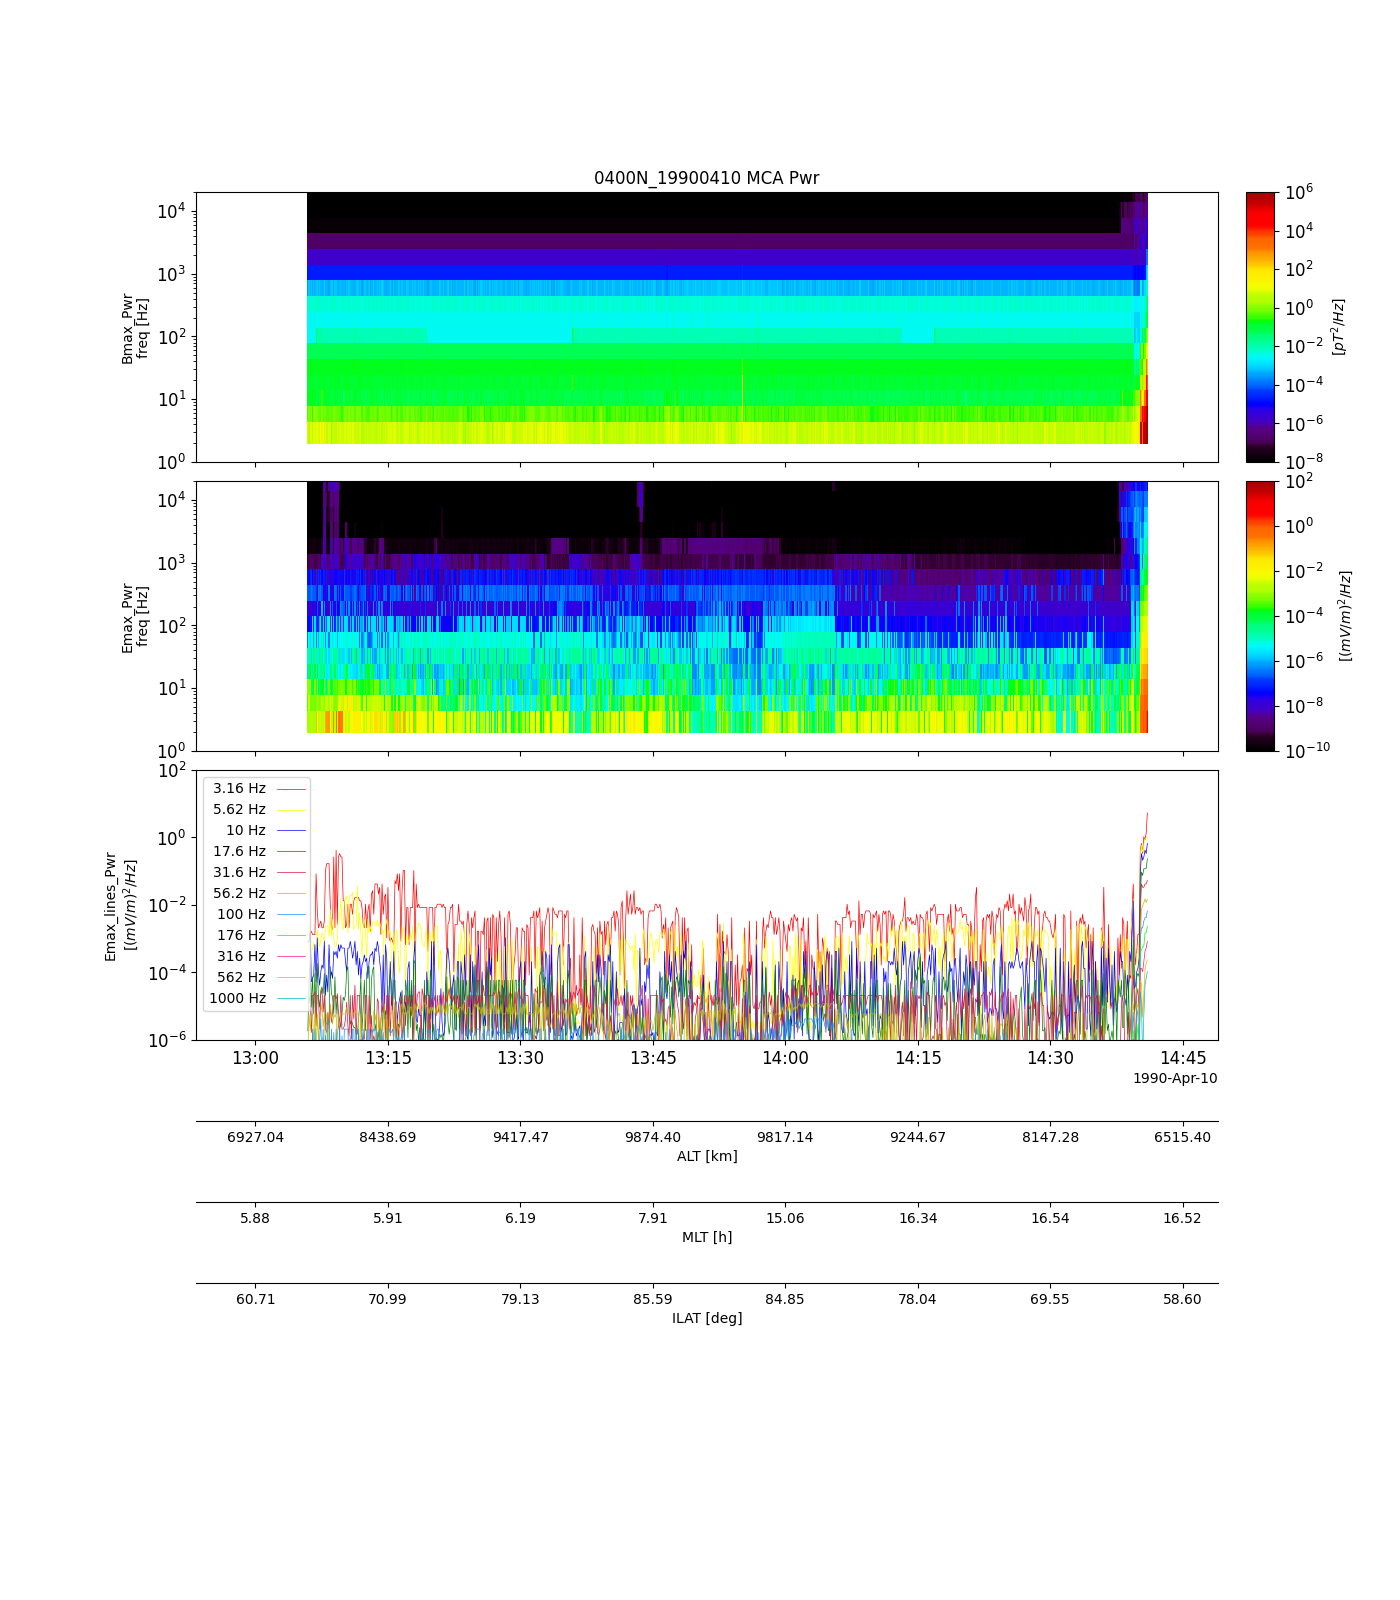 0400N_19900410 MCA Pwr
10^4
10^3
10^2
10^1
10^0
Bmax_Pwr
freq [Hz]
10^6
10^4
10^2
10^0
10^-2
10^-4
10^-6
10^-8
[pT^2/Hz]
10^4
10^3
10^2
10^1
10^0
Emax_Pwr
freq [Hz]
10^2
10^0
10^-2
10^-4
10^-6
10^-8
10^-10
[(mV/m)^2/Hz]
10^2
10^0
10^-2
10^-4
10^-6
Emax_lines_Pwr
[(mV/m)^2/Hz]
3.16 Hz
5.62 Hz
10 Hz
17.6 Hz
31.6 Hz
56.2 Hz
100 Hz
176 Hz
316 Hz
562 Hz
1000 Hz
13:00 13:15 13:30 13:45 14:00 14:15 14:30 14:45
1990-Apr-10
6927.04 8438.69 9417.47 9874.40 9817.14 9244.67 8147.28 6515.40
ALT [km]
5.88 5.91 6.19 7.91 15.06 16.34 16.54 16.52
MLT [h]
60.71 70.99 79.13 85.59 84.85 78.04 69.55 58.60
ILAT [deg]